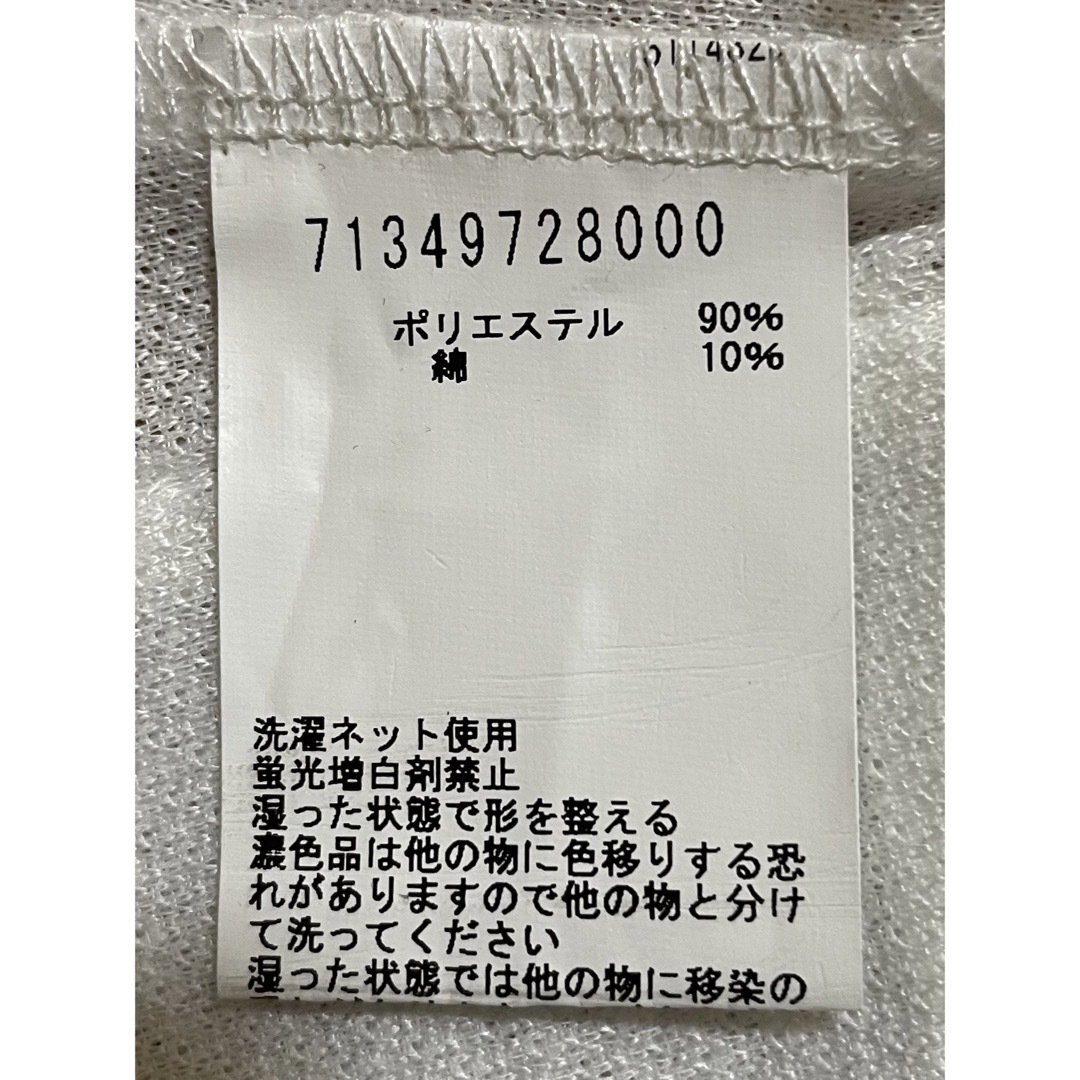 71349728000
ポリエステル 90%
綿 10%
洗濯ネット使用
蛍光増白剤禁止
湿った状態で形を整える
濃色品は他の物に色移りする恐
れがありますので他の物と分け
て洗ってください
湿った状態では他の物に移染の